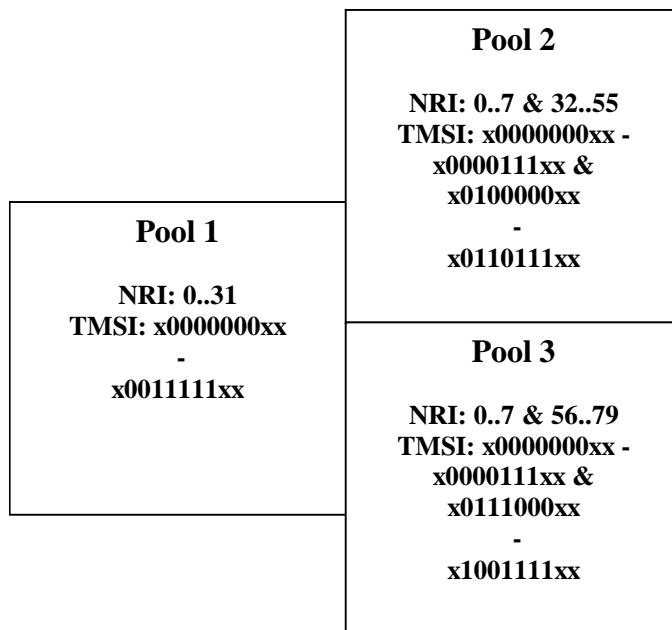 Pool 2
NRI: 0..7 & 32..55
TMSI: x0000000xx -
x0000111xx &
x0100000xx
-
x0110111xx
Pool 1
NRI: 0..31
TMSI: x0000000xx
-
x0011111xx
Pool 3
NRI: 0..7 & 56..79
TMSI: x0000000xx -
x0000111xx &
x0111000xx
-
x1001111xx